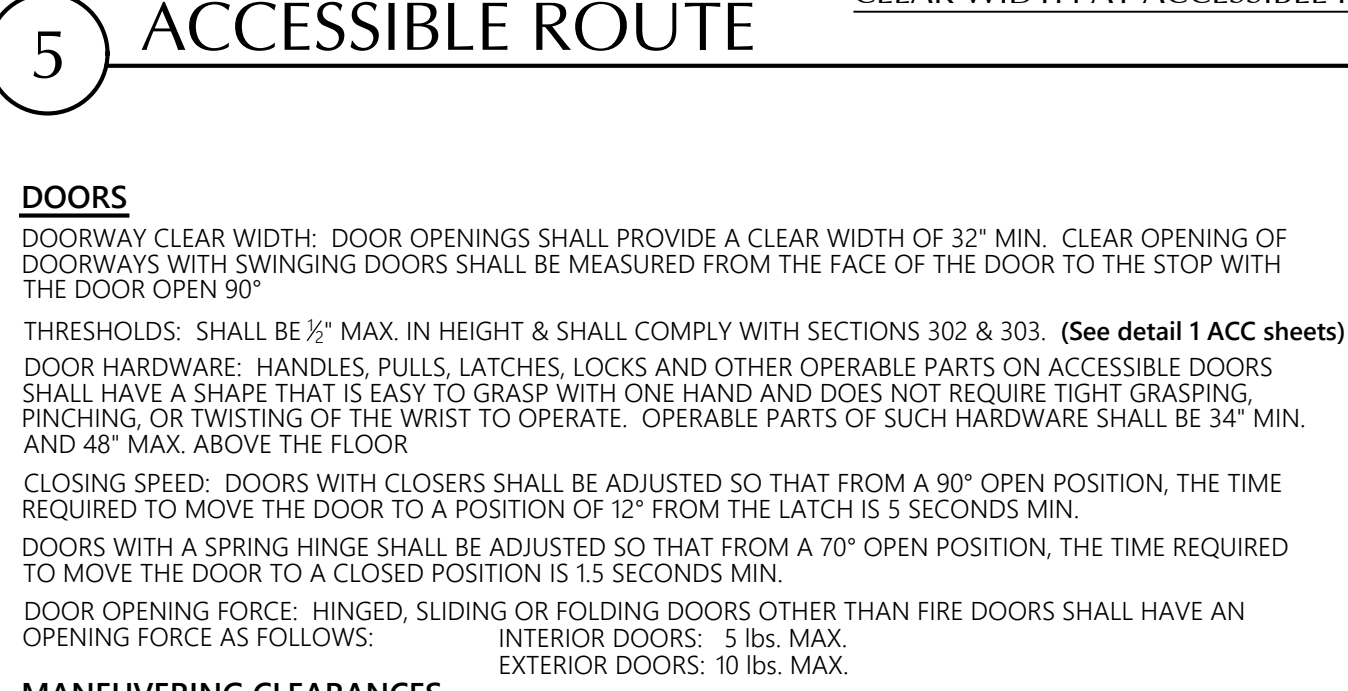 CLEAR WIDTH AT ACCESSIBLE
5 ACCESSIBLE ROUTE
DOORS
DOORWAY CLEAR WIDTH: DOOR OPENINGS SHALL PROVIDE A CLEAR WIDTH OF 32" MIN. CLEAR OPENING OF
DOORWAYS WITH SWINGING DOORS SHALL BE MEASURED FROM THE FACE OF THE DOOR TO THE STOP WITH
THE DOOR OPEN 90°
THRESHOLDS: SHALL BE ½" MAX. IN HEIGHT & SHALL COMPLY WITH SECTIONS 302 & 303. (See detail 1 ACC sheets)
DOOR HARDWARE: HANDLES, PULLS, LATCHES, LOCKS AND OTHER OPERABLE PARTS ON ACCESSIBLE DOORS
SHALL HAVE A SHAPE THAT IS EASY TO GRASP WITH ONE HAND AND DOES NOT REQUIRE TIGHT GRASPING,
PINCHING, OR TWISTING OF THE WRIST TO OPERATE. OPERABLE PARTS OF SUCH HARDWARE SHALL BE 34" MIN.
AND 48" MAX. ABOVE THE FLOOR
CLOSING SPEED: DOORS WITH CLOSERS SHALL BE ADJUSTED SO THAT FROM A 90° OPEN POSITION, THE TIME
REQUIRED TO MOVE THE DOOR TO A POSITION OF 12° FROM THE LATCH IS 5 SECONDS MIN.
DOORS WITH A SPRING HINGE SHALL BE ADJUSTED SO THAT FROM A 70° OPEN POSITION, THE TIME REQUIRED
TO MOVE THE DOOR TO A CLOSED POSITION IS 1.5 SECONDS MIN.
DOOR OPENING FORCE: HINGED, SLIDING OR FOLDING DOORS OTHER THAN FIRE DOORS SHALL HAVE AN
OPENING FORCE AS FOLLOWS: INTERIOR DOORS: 5 lbs. MAX.
EXTERIOR DOORS: 10 lbs. MAX.
MANEUVERING CLEARANCES